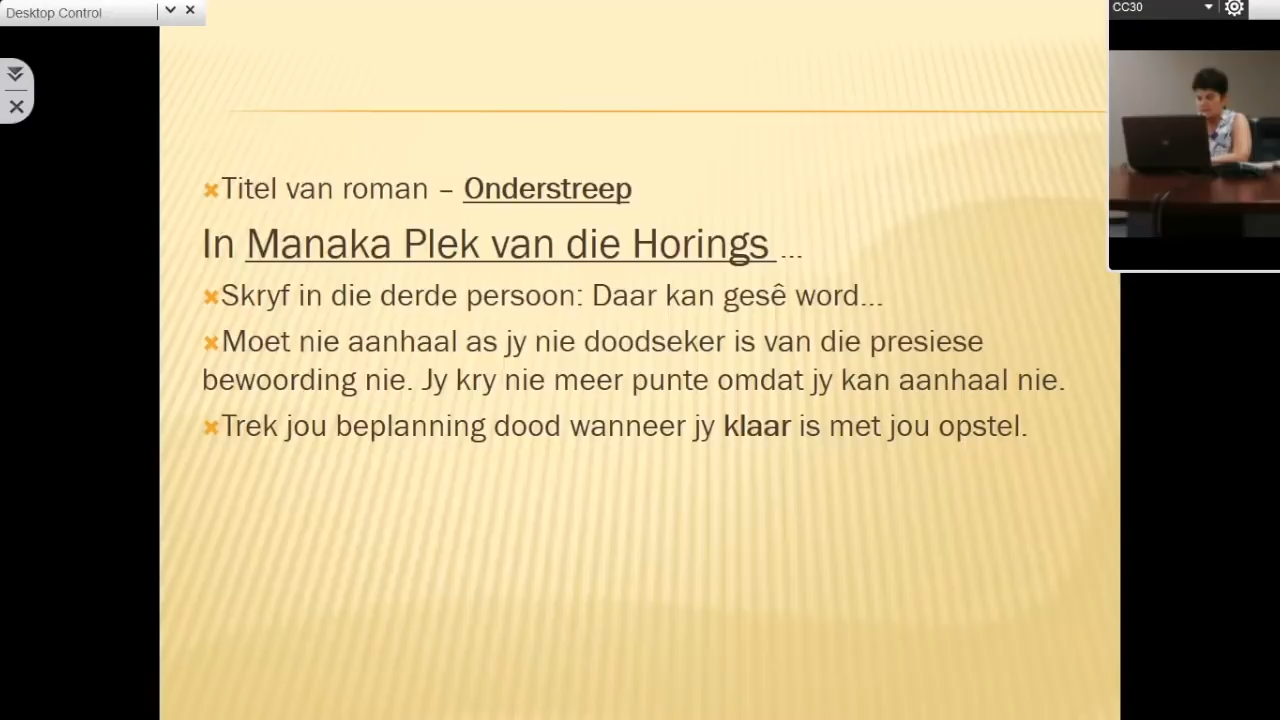 Desktop Control
CC30
Titel van roman – Onderstreep
In Manaka Plek van die Horings ...
Skryf in die derde persoon: Daar kan gesê word...
Moet nie aanhaal as jy nie doodseker is van die presiese
bewoording nie. Jy kry nie meer punte omdat jy kan aanhaal nie.
Trek jou beplanning dood wanneer jy klaar is met jou opstel.